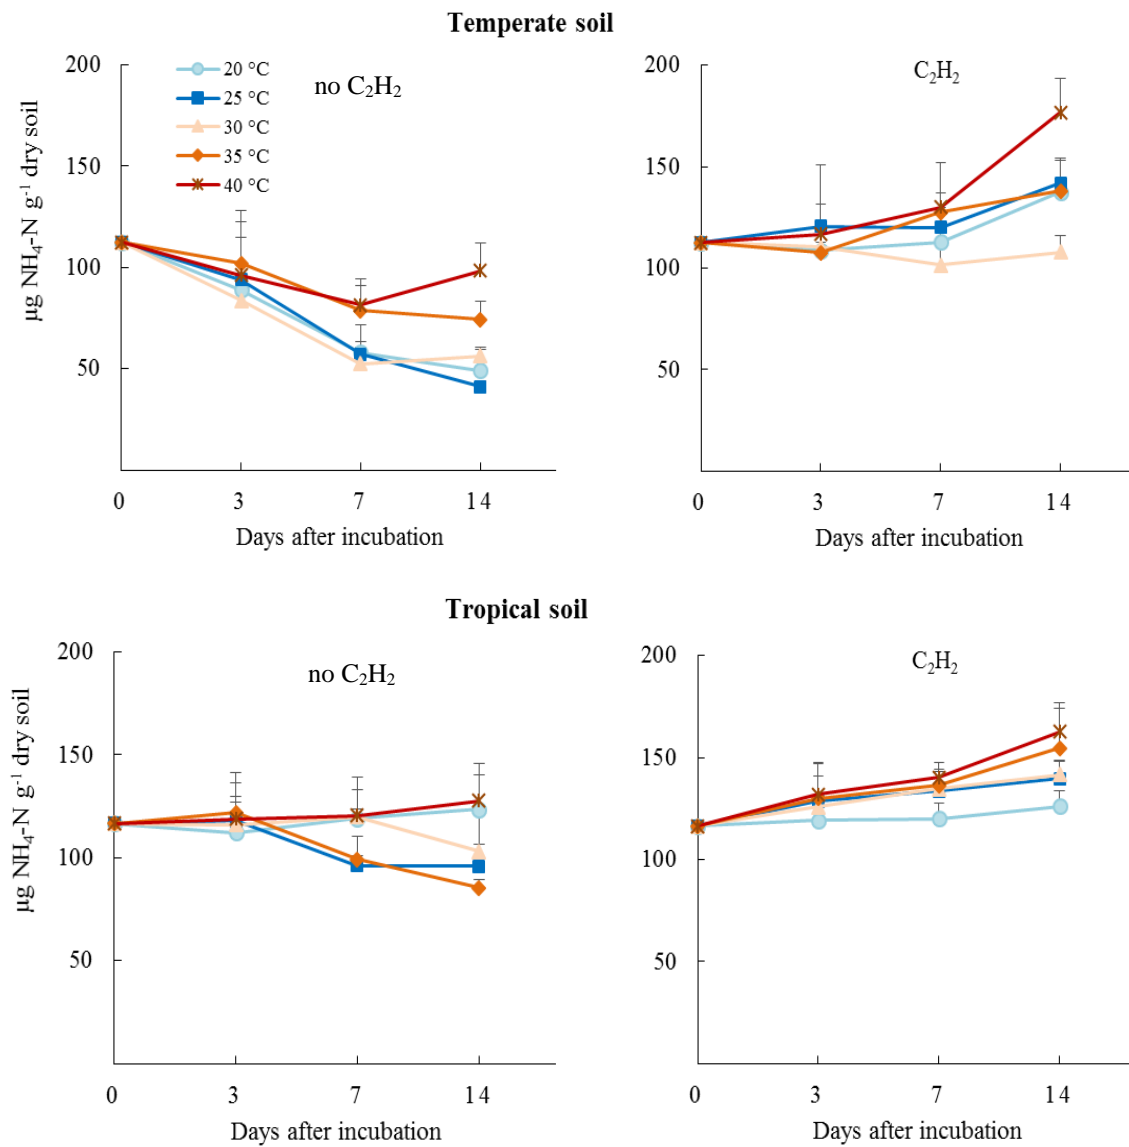 Temperate soil
200
150
100
50
µg NH₄-N g⁻¹ dry soil
20 °C
25 °C
30 °C
35 °C
40 °C
no C₂H₂
0 3 7 14
Days after incubation
200
150
100
50
C₂H₂
0 3 7 14
Days after incubation
Tropical soil
200
150
100
50
µg NH₄-N g⁻¹ dry soil
no C₂H₂
0 3 7 14
Days after incubation
200
150
100
50
C₂H₂
0 3 7 14
Days after incubation